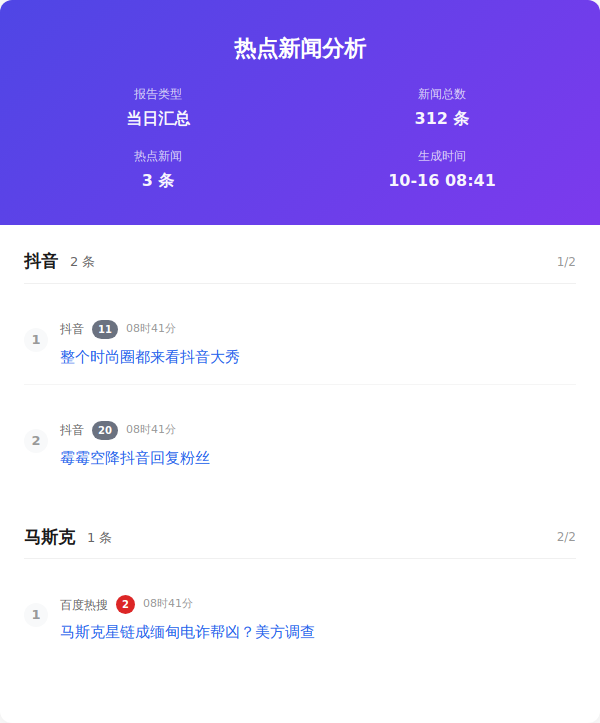 热点新闻分析
报告类型
新闻总数
当日汇总
312 条
热点新闻
生成时间
3 条
10-16 08:41
抖音 2 条 1/2
抖音 11 08时41分
1
整个时尚圈都来看抖音大秀
抖音 20 08时41分
2
霉霉空降抖音回复粉丝
马斯克 1 条 2/2
百度热搜 2 08时41分
1
马斯克星链成缅甸电诈帮凶？美方调查